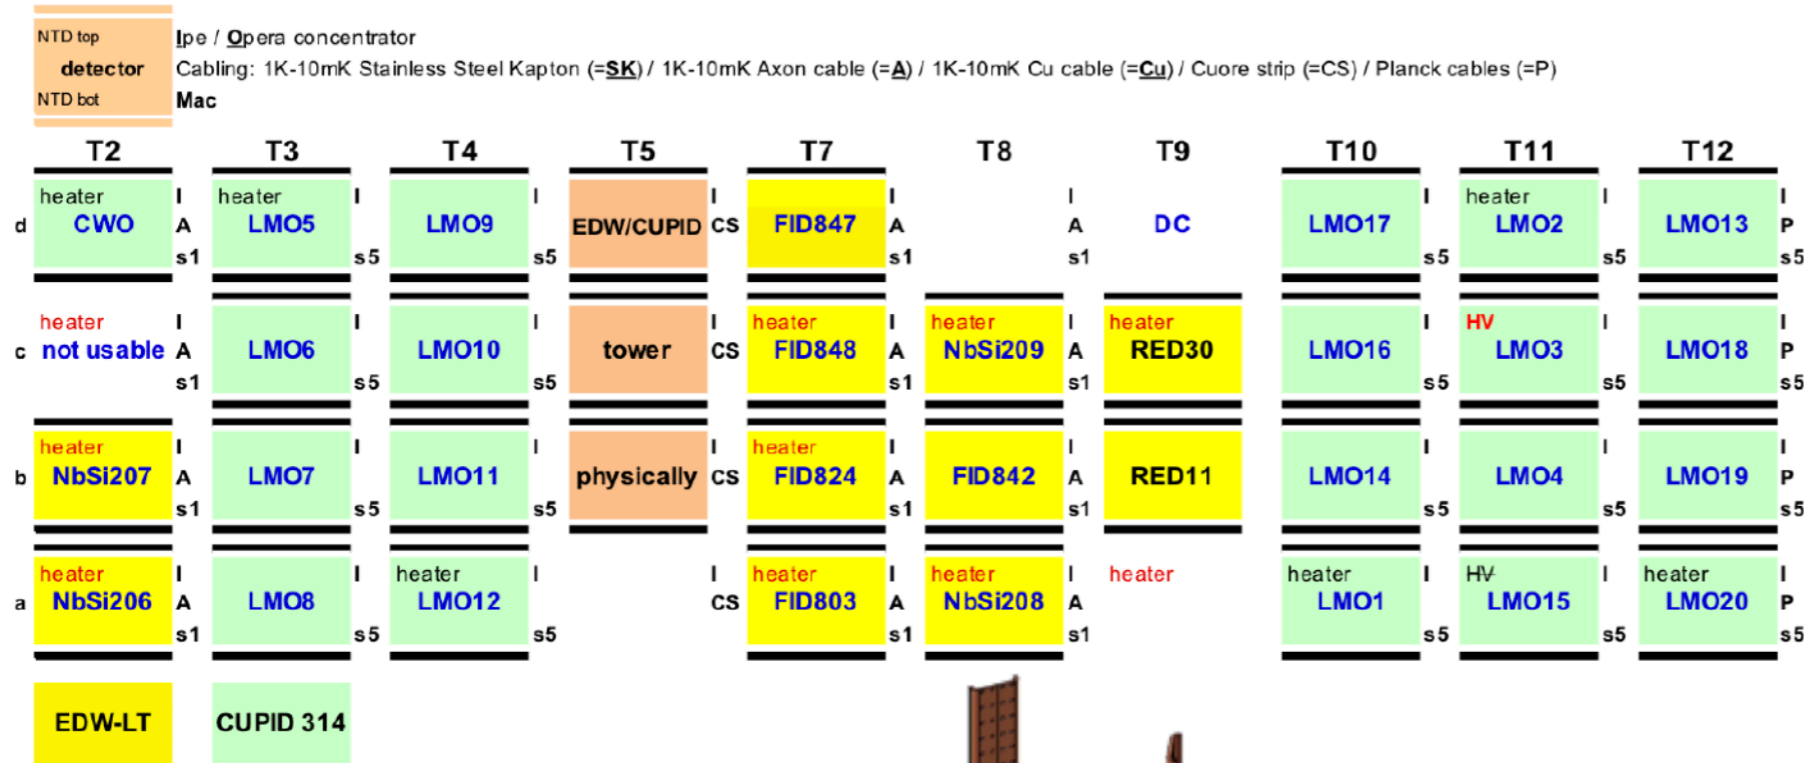 NTD top Ipe / Opera concentrator
detector Cabling: 1K-10mK Stainless Steel Kapton (=SK) / 1K-10mK Axon cable (=A) / 1K-10mK Cu cable (=Cu) / Cuore strip (=CS) / Planck cables (=P)
NTD bot Mac
T2 T3 T4 T5 T7 T8 T9 T10 T11 T12
heater I heater I I I I I I heater I I
d CWO A LMO5 LMO9 EDW/CUPID CS FID847 A A DC LMO17 LMO2 LMO13 P
s1 s5 s5 s1 s1 s5 s5 s5
heater I I I I heater I heater I heater I HV I I
c not usable A LMO6 LMO10 tower CS FID848 A NbSi209 A RED30 LMO16 LMO3 LMO18 P
s1 s5 s5 s1 s1 s5 s5 s5
heater I I I I heater I I I I I
b NbSi207 A LMO7 LMO11 physically CS FID824 A FID842 A RED11 LMO14 LMO4 LMO19 P
s1 s5 s5 s1 s1 s5 s5 s5
heater I I heater I I heater I heater I heater heater I HV I heater I
a NbSi206 A LMO8 LMO12 CS FID803 A NbSi208 A LMO1 LMO15 LMO20 P
s1 s5 s5 s1 s1 s5 s5 s5
EDW-LT CUPID 314